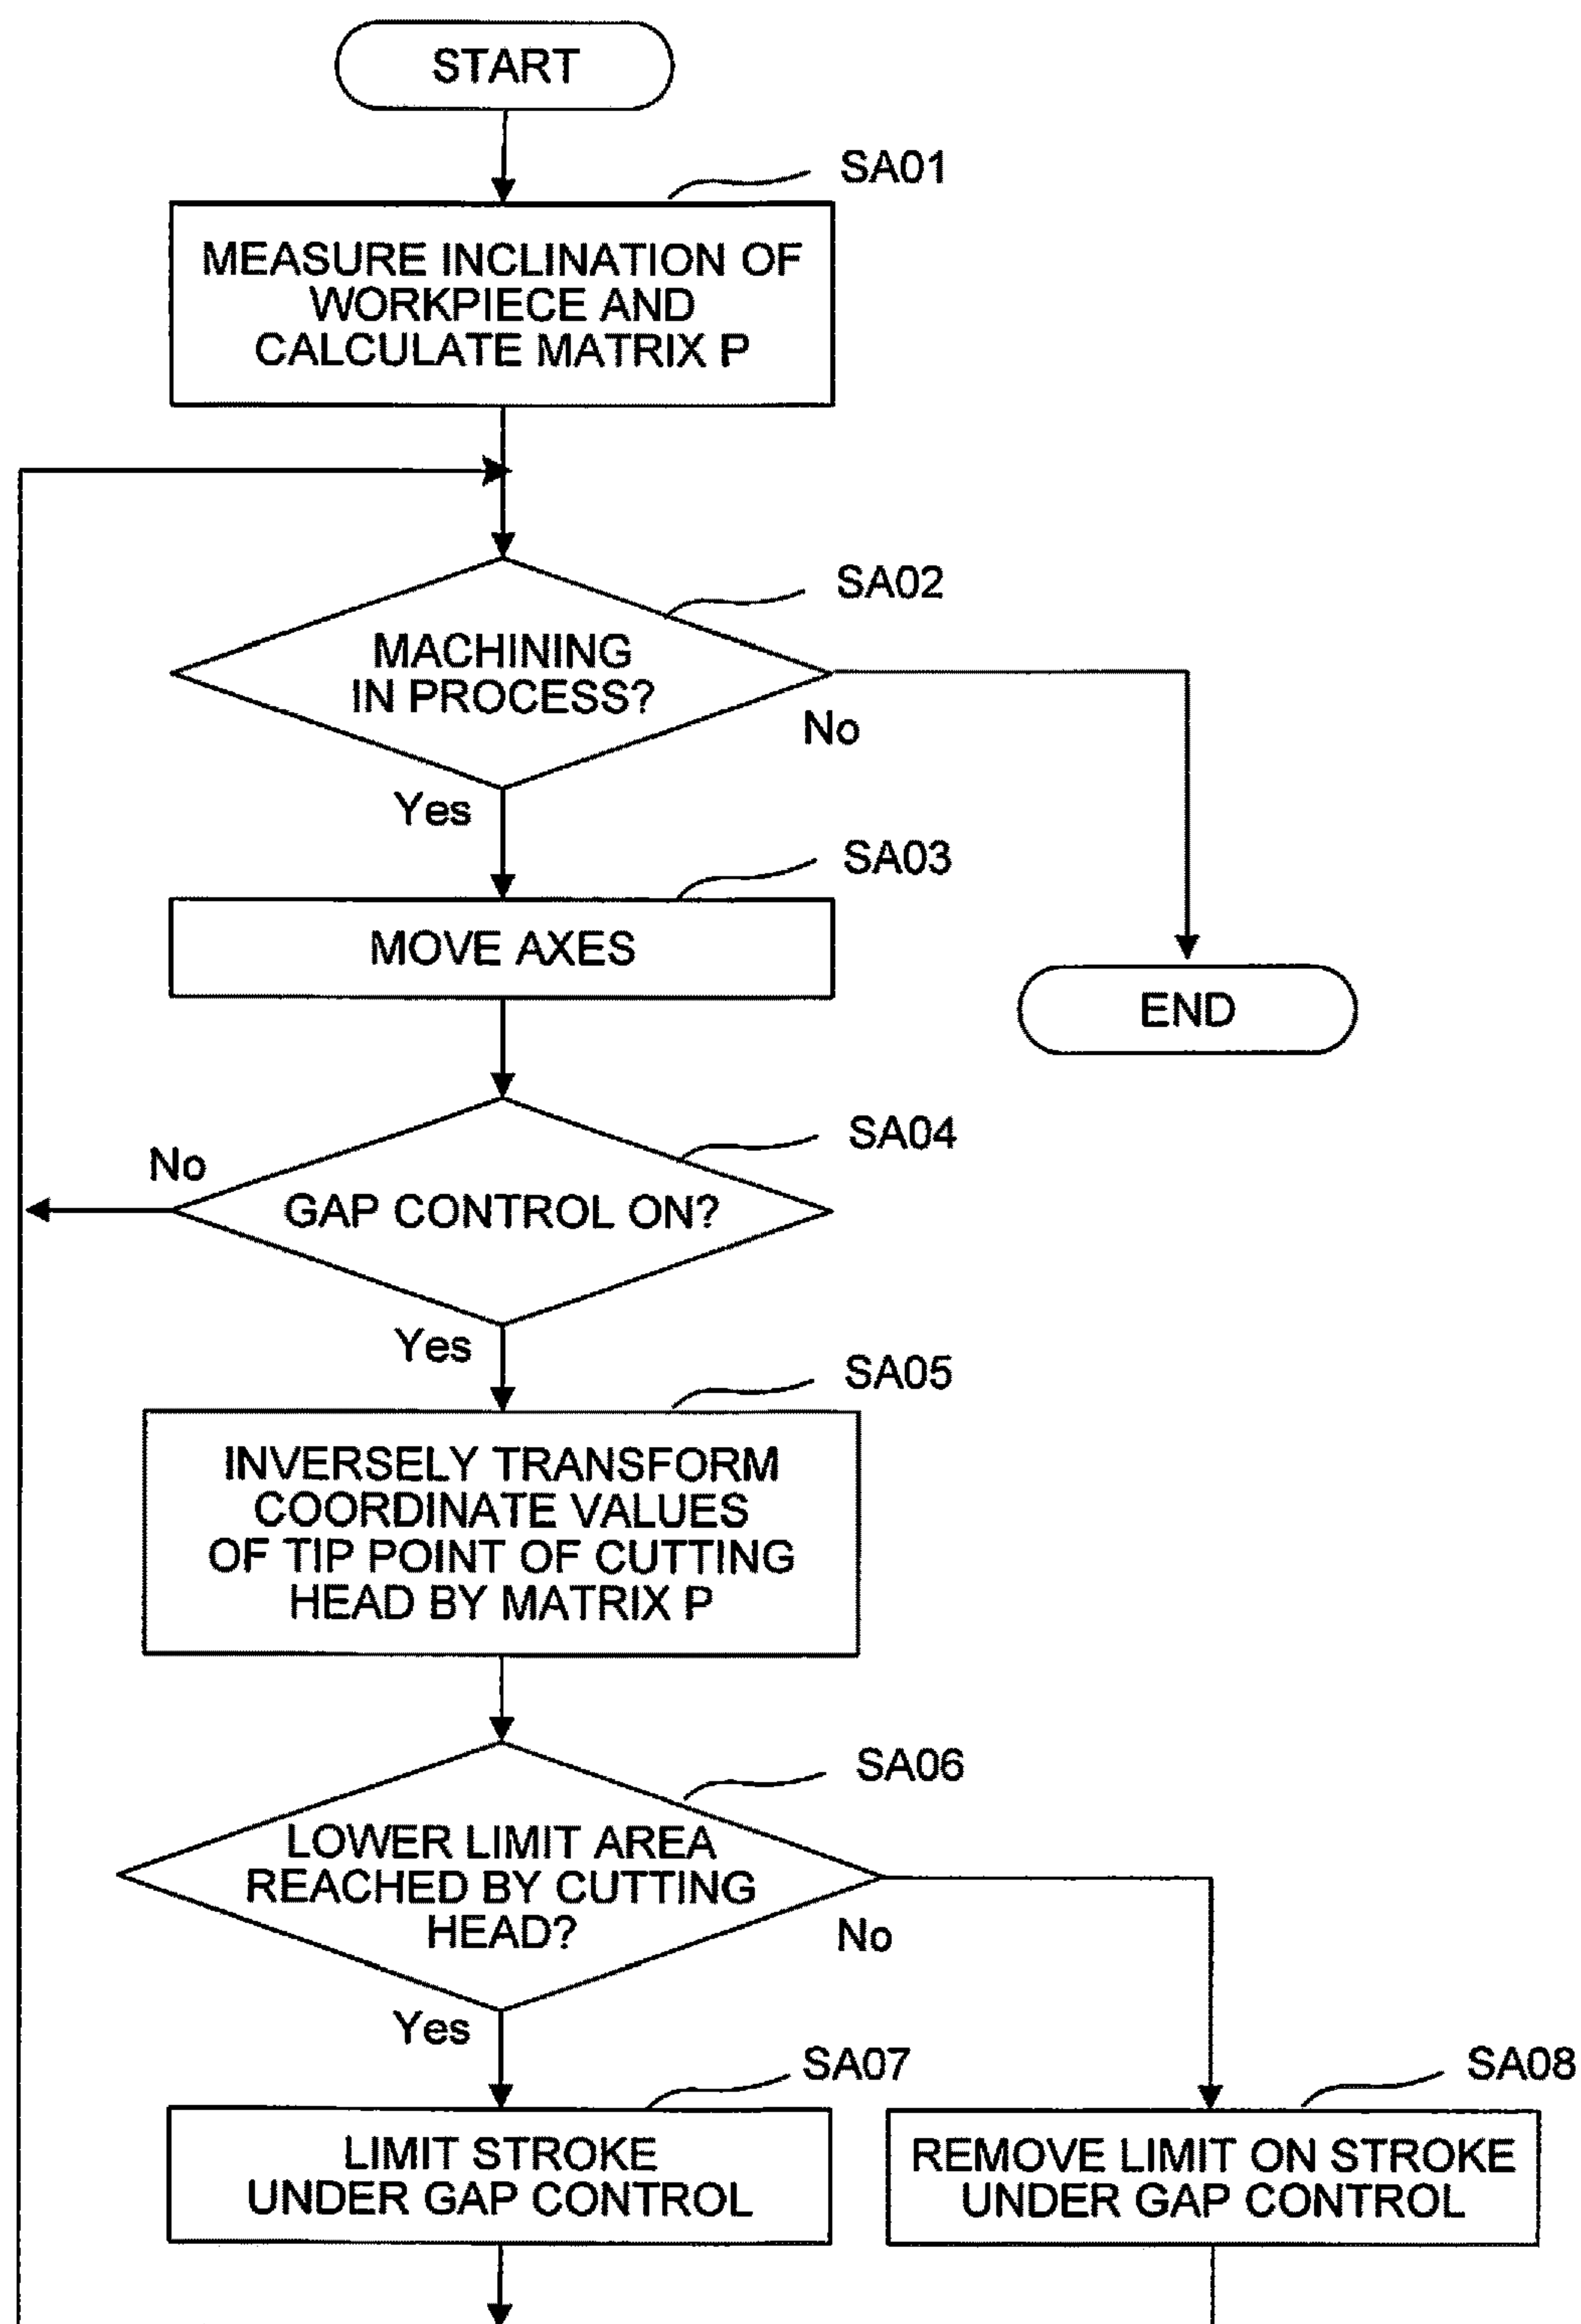 START
SA01
MEASURE INCLINATION OF
WORKPIECE AND
CALCULATE MATRIX P
SA02
MACHINING
IN PROCESS?
No
Yes
SA03
MOVE AXES
END
SA04
No
GAP CONTROL ON?
Yes
SA05
INVERSELY TRANSFORM
COORDINATE VALUES
OF TIP POINT OF CUTTING
HEAD BY MATRIX P
SA06
LOWER LIMIT AREA
REACHED BY CUTTING
HEAD?
No
Yes
SA07
LIMIT STROKE
UNDER GAP CONTROL
SA08
REMOVE LIMIT ON STROKE
UNDER GAP CONTROL